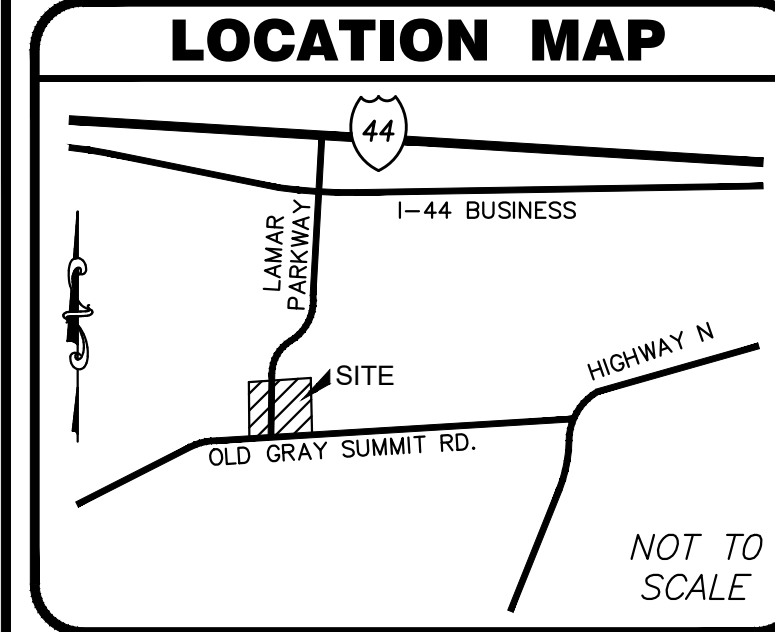 LOCATION MAP
44
I-44 BUSINESS
LAMAR
PARKWAY
HIGHWAY N
SITE
OLD GRAY SUMMIT RD.
NOT TO
SCALE